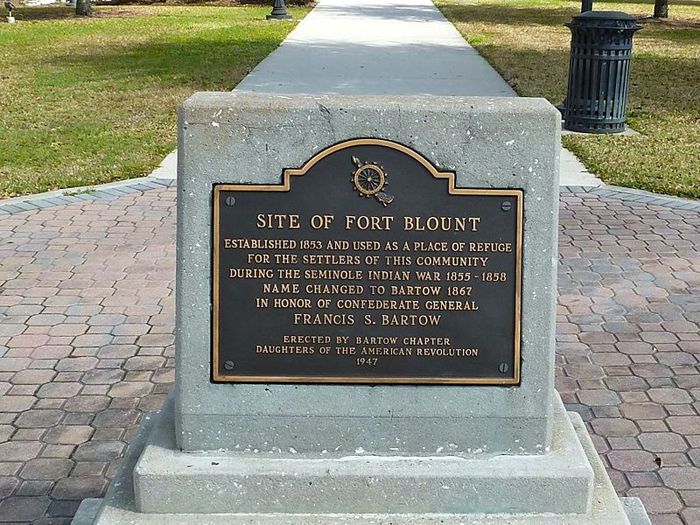 SITE OF FORT BLOUNT
ESTABLISHED 1853 AND USED AS A PLACE OF REFUGE
FOR THE SETTLERS OF THIS COMMUNITY
DURING THE SEMINOLE INDIAN WAR 1855-1858
NAME CHANGED TO BARTOW 1867
IN HONOR OF CONFEDERATE GENERAL
FRANCIS S. BARTOW
ERECTED BY BARTOW CHAPTER
DAUGHTERS OF THE AMERICAN REVOLUTION
1947